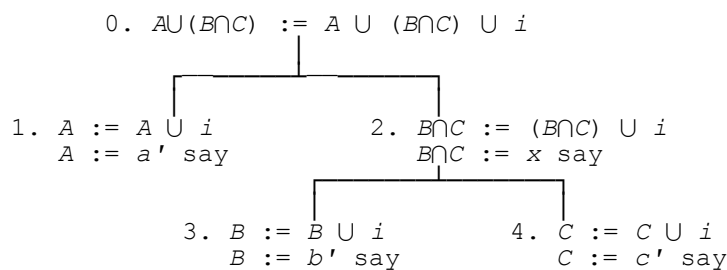 0. A∪(B∩C) := A ∪ (B∩C) ∪ i
1. A := A ∪ i
A := a' say
2. B∩C := (B∩C) ∪ i
B∩C := x say
3. B := B ∪ i
B := b' say
4. C := C ∪ i
C := c' say